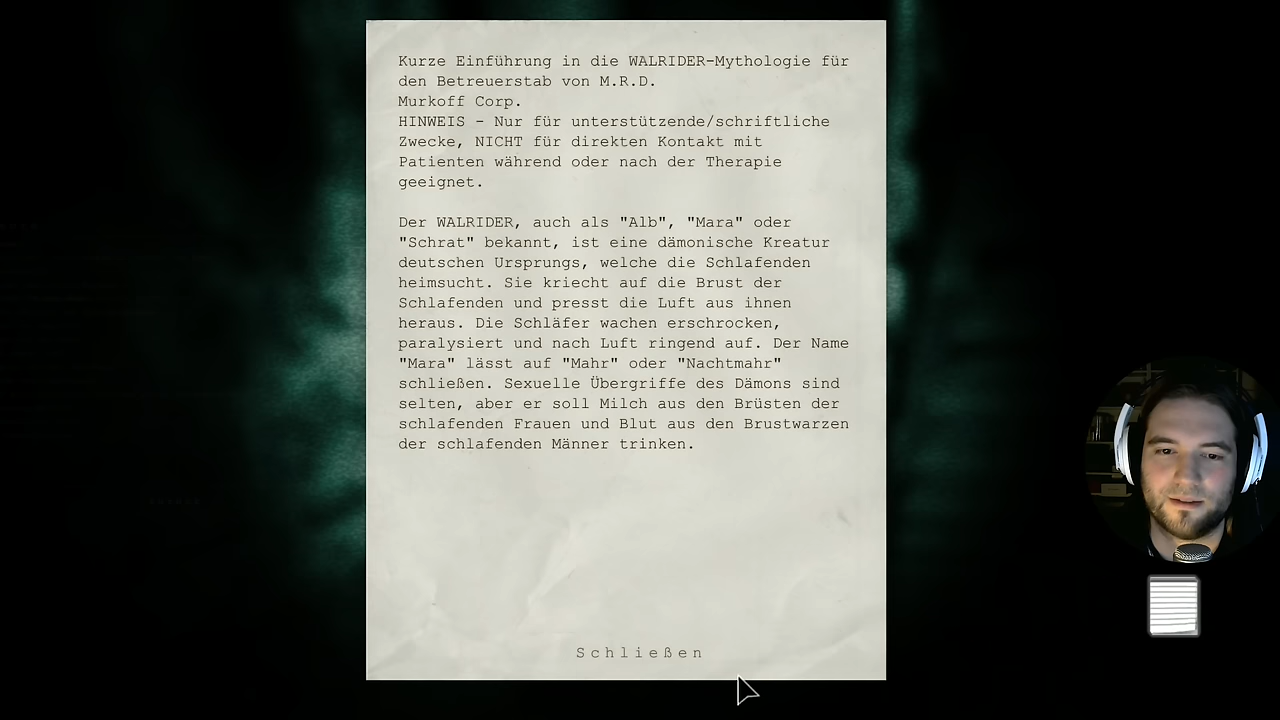 Kurze Einführung in die WALRIDER-Mythologie für
den Betreuerstab von M.R.D.
Murkoff Corp.
HINWEIS - Nur für unterstützende/schriftliche
Zwecke, NICHT für direkten Kontakt mit
Patienten während oder nach der Therapie
geeignet.
Der WALRIDER, auch als "Alb", "Mara" oder
"Schrat" bekannt, ist eine dämonische Kreatur
deutschen Ursprungs, welche die Schlafenden
heimsucht. Sie kriecht auf die Brust der
Schlafenden und presst die Luft aus ihnen
heraus. Die Schläfer wachen erschrocken,
paralysiert und nach Luft ringend auf. Der Name
"Mara" lässt auf "Mahr" oder "Nachtmahr"
schließen. Sexuelle Übergriffe des Dämons sind
selten, aber er soll Milch aus den Brüsten der
schlafenden Frauen und Blut aus den Brustwarzen
der schlafenden Männer trinken.
Schließen